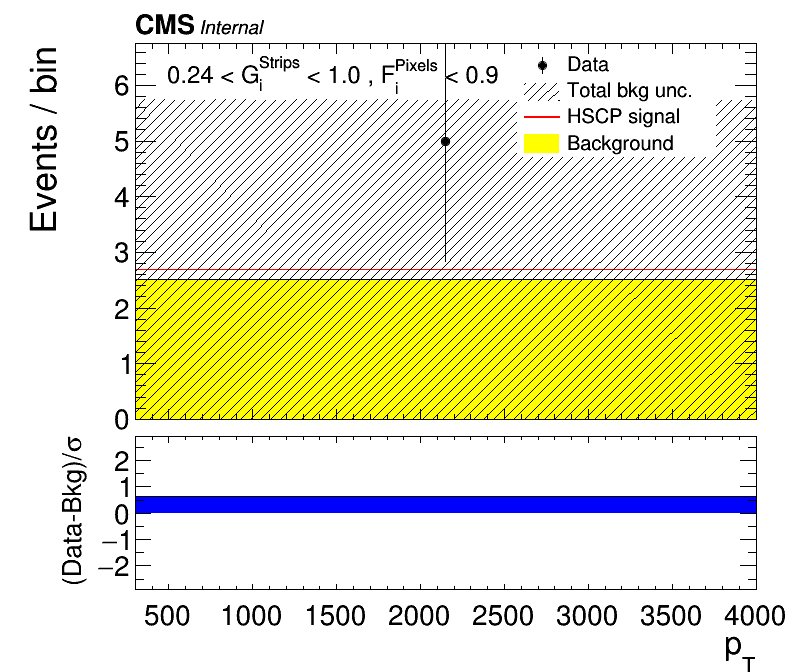 CMS Internal
0.24 < G_i^Strips < 1.0 , F_i^Pixels < 0.9
Data
Total bkg unc.
HSCP signal
Background
Events / bin
6
5
4
3
2
1
0
(Data-Bkg)/σ
2
1
0
−1
−2
500 1000 1500 2000 2500 3000 3500 4000
p_T